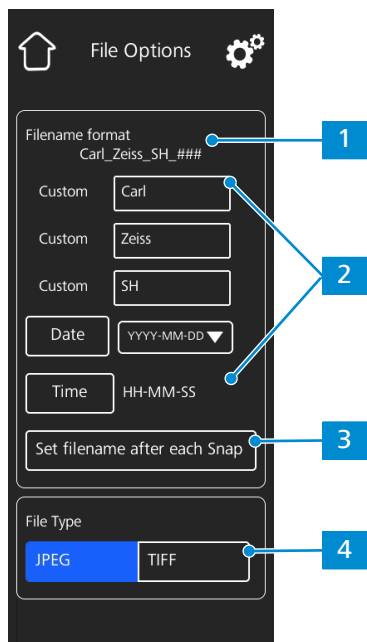 File Options
Filename format
Carl_Zeiss_SH_###
1
Custom Carl
Custom Zeiss
2
Custom SH
Date YYYY-MM-DD
Time HH-MM-SS
Set filename after each Snap
3
File Type
JPEG TIFF
4